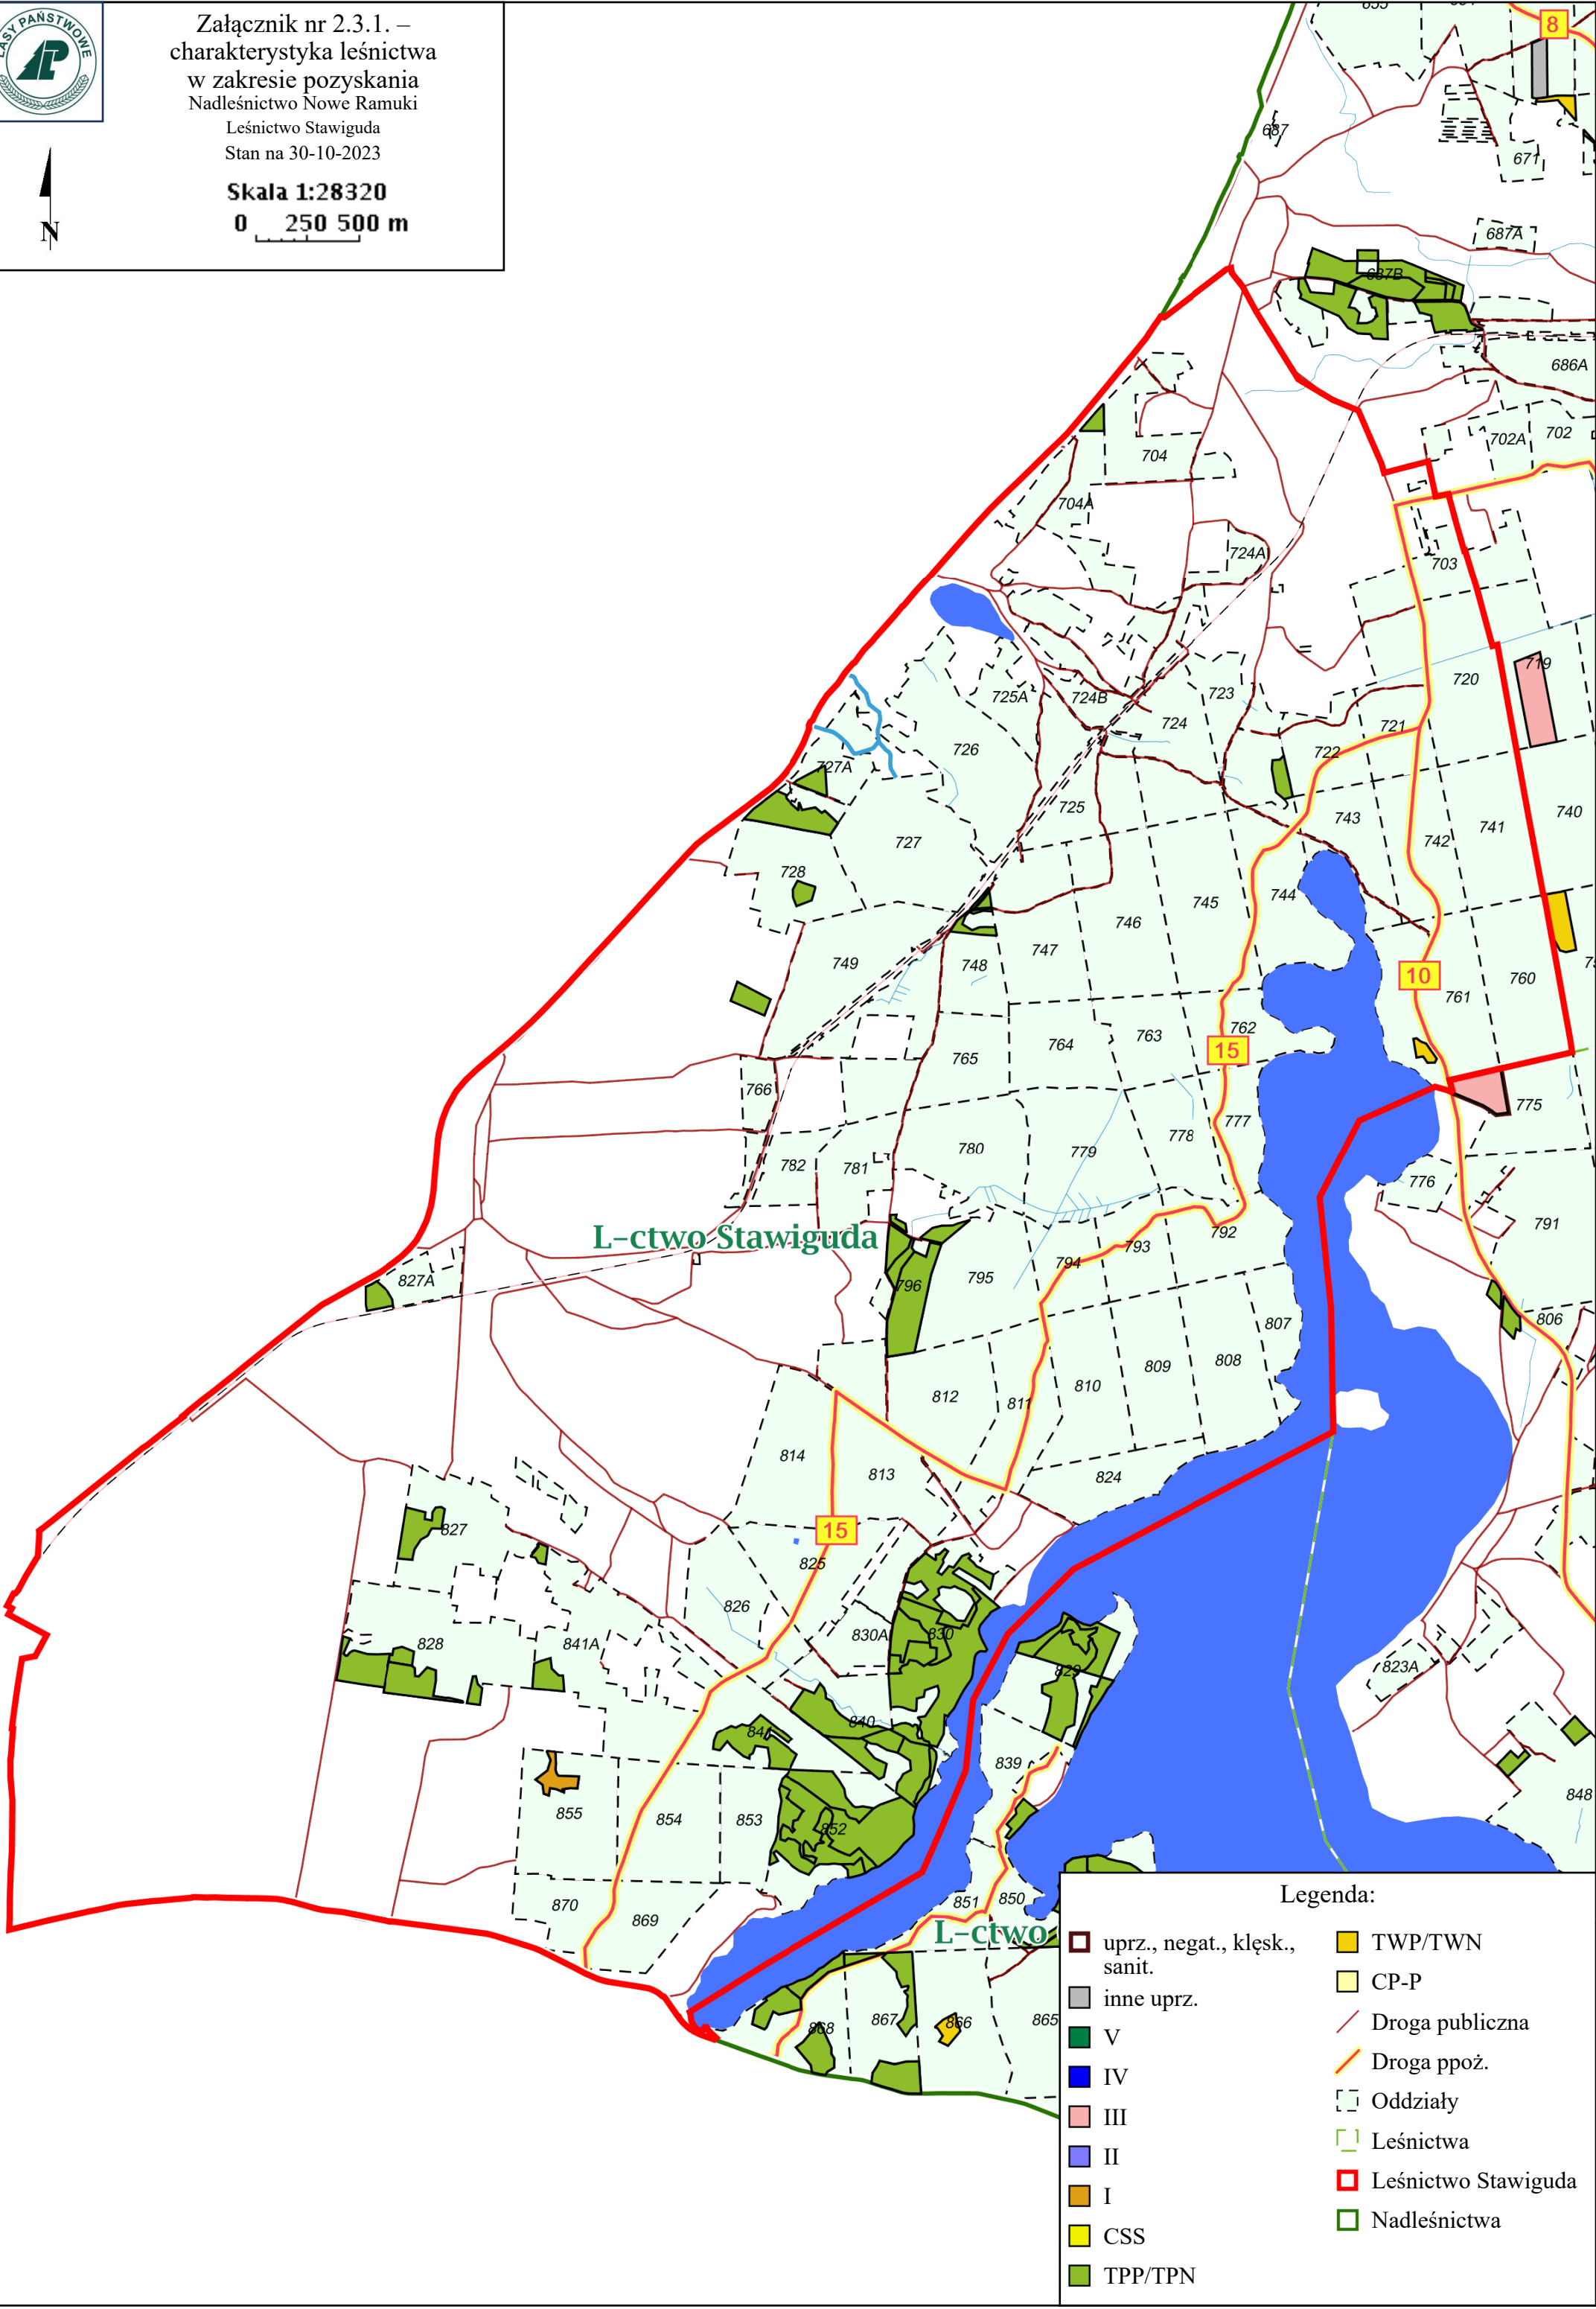 LASY PAŃSTWOWE
Załącznik nr 2.3.1. –
charakterystyka leśnictwa
w zakresie pozyskania
Nadleśnictwo Nowe Ramuki
Leśnictwo Stawiguda
Stan na 30-10-2023
Skala 1:28320
0 250 500 m
N
8
687
671
687A
687B
686A
702A
702
704
704A
724A
703
719
720
725A
724B
723
724
721
726
722
727A
725
743
740
742
741
727
728
745
744
746
747
749
748
10
760
761
762
763
764
15
765
766
775
777
778
780
779
782
781
776
792
791
L-ctwo Stawiguda
793
794
795
827A
796
807
806
808
809
810
812
811
814
813
824
827
15
825
826
830A
830
828
841A
829
823A
840
841
839
848
855
854
853
852
870
869
851
850
L-ctwo
868
867
866
865
Legenda:
uprz., negat., klęsk.,
sanit.
inne uprz.
V
IV
III
II
I
CSS
TPP/TPN
TWP/TWN
CP-P
Droga publiczna
Droga ppoż.
Oddziały
Leśnictwa
Leśnictwo Stawiguda
Nadleśnictwa